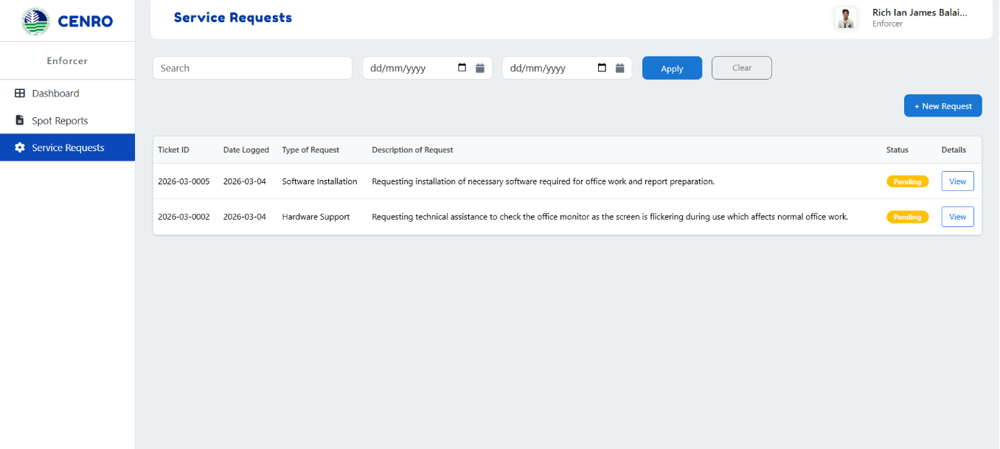 CENRO
Service Requests
Rich Ian James Balai...
Enforcer
Enforcer
Dashboard
Spot Reports
Service Requests
Search
dd/mm/yyyy
dd/mm/yyyy
Apply
Clear
+ New Request
Ticket ID Date Logged Type of Request Description of Request Status Details
2026-03-0005 2026-03-04 Software Installation Requesting installation of necessary software required for office work and report preparation. Pending View
2026-03-0002 2026-03-04 Hardware Support Requesting technical assistance to check the office monitor as the screen is flickering during use which affects normal office work. Pending View